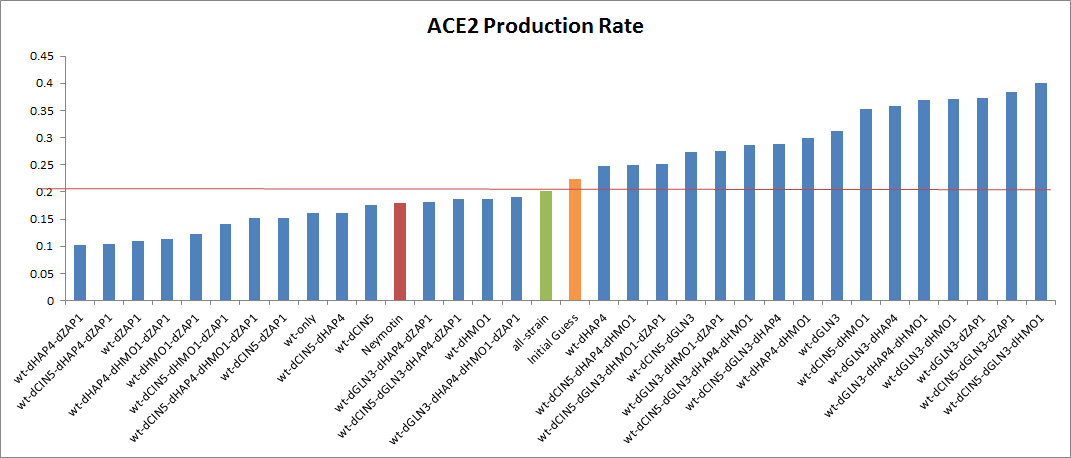 ACE2 Production Rate
0.45
0.4
0.35
0.3
0.25
0.2
0.15
0.1
0.05
0
wt-dHAP4-dZAP1
wt-dCIN5-dHAP4-dZAP1
wt-dZAP1
wt-dHAP4-dHMO1-dZAP1
wt-dHMO1-dZAP1
wt-dCIN5-dHMO1-dZAP1
wt-dCIN5-dHAP4-dHMO1-dZAP1
wt-dCIN5-dZAP1
wt-only
wt-dCIN5-dHAP4
wt-dCIN5
Neymotin
wt-dGLN3-dHAP4-dZAP1
wt-dCIN5-dGLN3-dHAP4-dZAP1
wt-dHMO1
wt-dGLN3-dHAP4-dHMO1-dZAP1
all-strain
Initial Guess
wt-dHAP4
wt-dCIN5-dHAP4-dHMO1
wt-dCIN5-dGLN3-dHMO1-dZAP1
wt-dCIN5-dGLN3
wt-dGLN3-dHMO1-dZAP1
wt-dCIN5-dGLN3-dHAP4-dHMO1
wt-dCIN5-dGLN3-dHAP4
wt-dHAP4-dHMO1
wt-dGLN3
wt-dCIN5-dHMO1
wt-dGLN3-dHAP4
wt-dGLN3-dHAP4-dHMO1
wt-dGLN3-dHMO1
wt-dGLN3-dZAP1
wt-dCIN5-dGLN3-dZAP1
wt-dCIN5-dGLN3-dHMO1